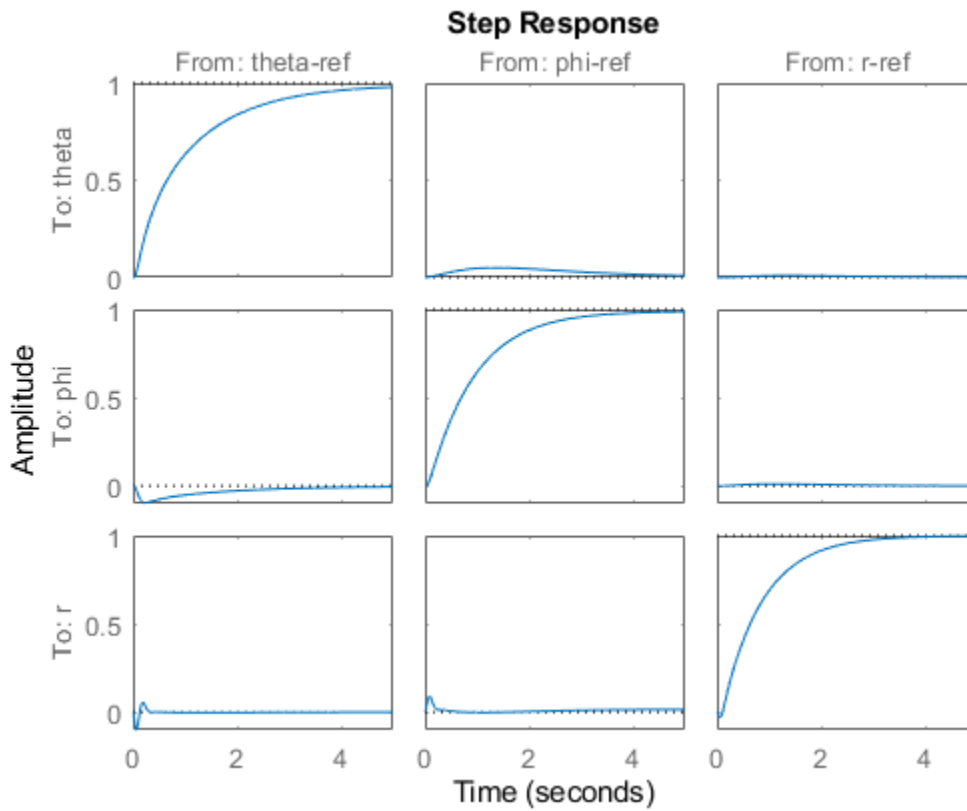 Step Response
From: theta-ref
From: phi-ref
From: r-ref
1
0.5
0
To: theta
1
0.5
0
To: phi
1
0.5
0
To: r
Amplitude
0 2 4
0 2 4
0 2 4
Time (seconds)